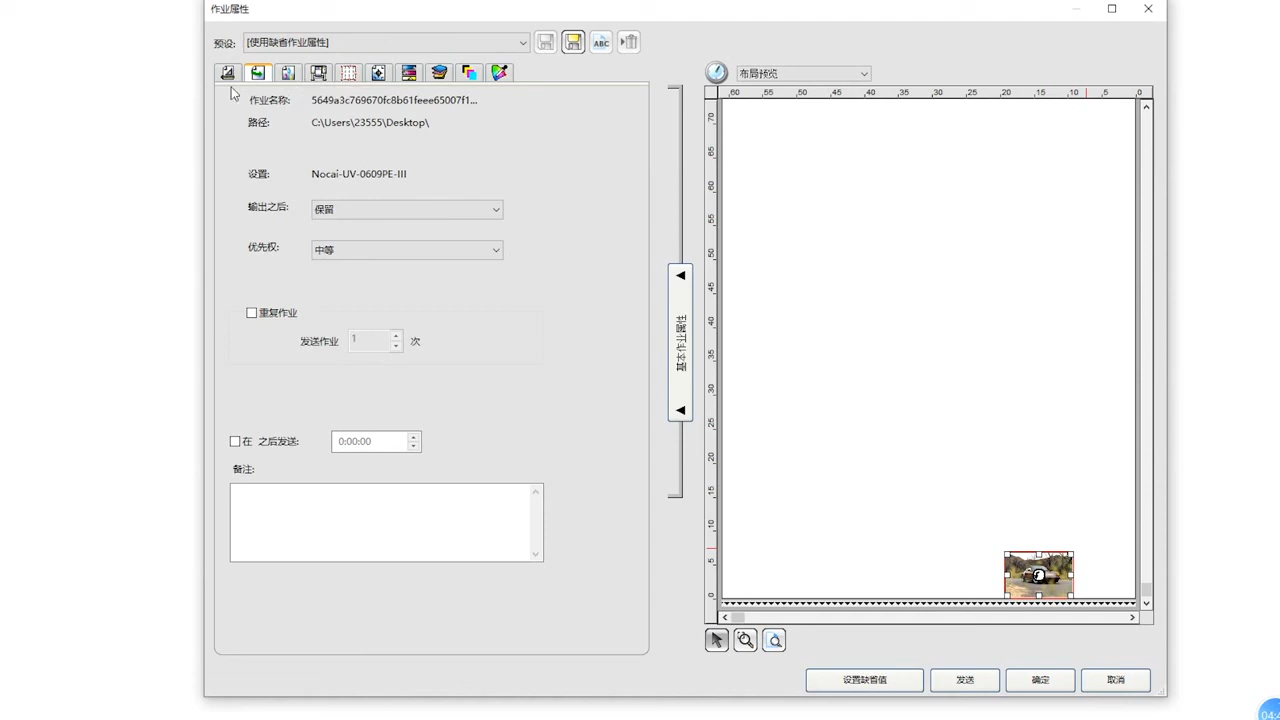 作业属性
预设: [使用缺省作业属性]
ABC
布局预览
作业名称: 5649a3c769670fc8b61feee65007f1...
路径: C:\Users\23555\Desktop\
设置: Nocai-UV-0609PE-III
输出之后: 保留
优先权: 中等
重复作业
发送作业 1 次
在 之后发送: 0:00:00
备注:
基本作业属性
60 55 50 45 40 35 30 25 20 15 10 5 0
70
65
60
55
50
45
40
35
30
25
20
15
10
5
0
设置缺省值 发送 确定 取消